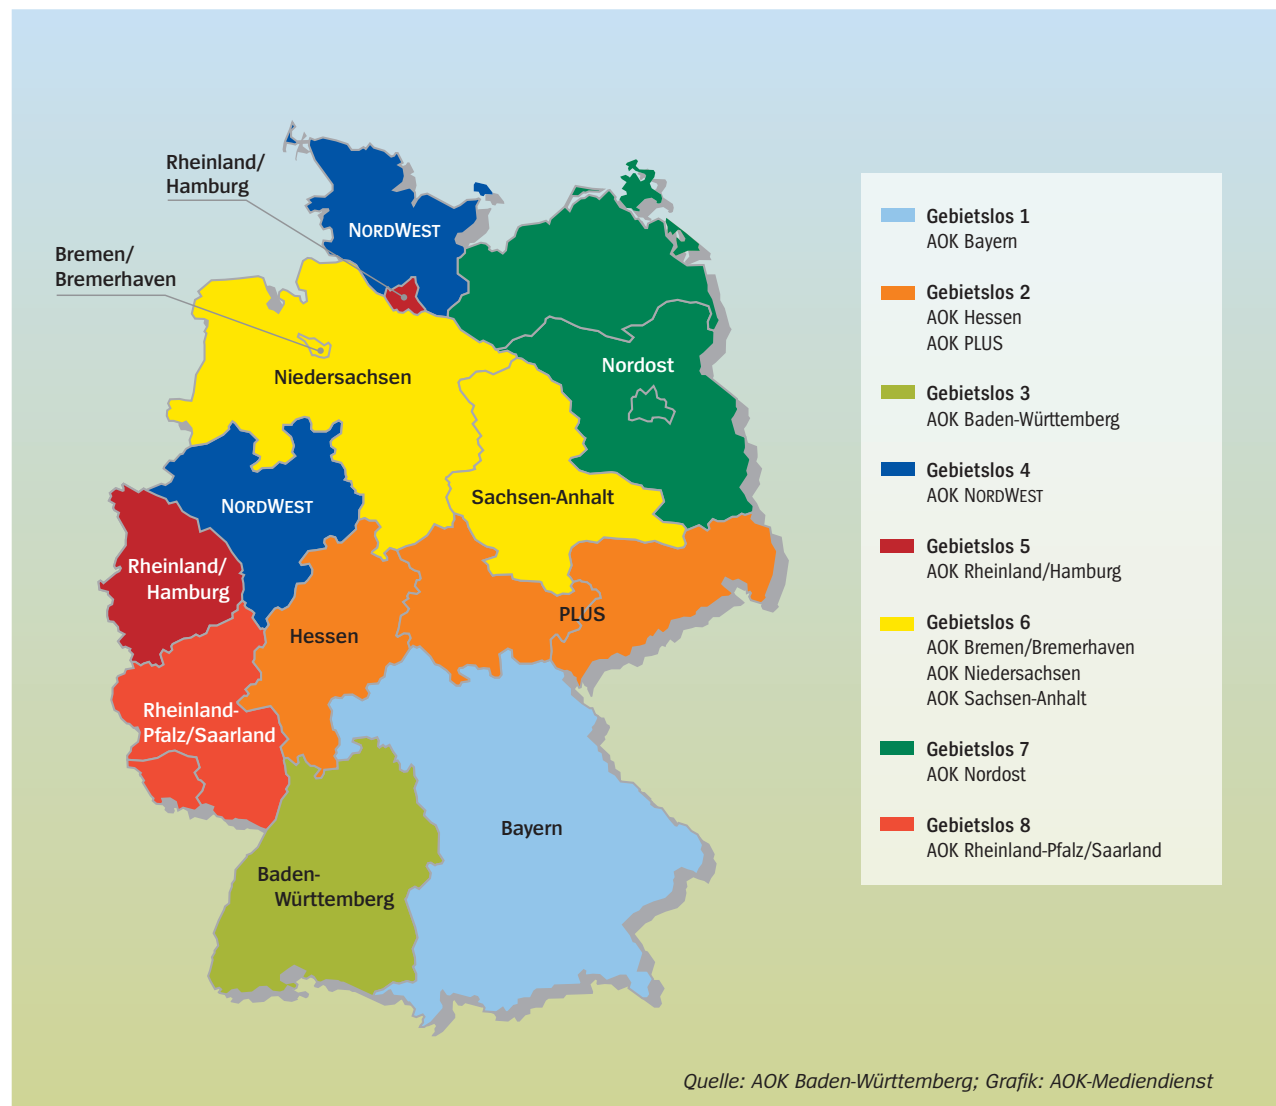 Rheinland/
Hamburg
NORDWEST
Bremen/
Bremerhaven
Niedersachsen
Nordost
NORDWEST
Sachsen-Anhalt
Rheinland/
Hamburg
Hessen
PLUS
Rheinland-
Pfalz/Saarland
Bayern
Baden-
Württemberg
Gebietslos 1
AOK Bayern
Gebietslos 2
AOK Hessen
AOK PLUS
Gebietslos 3
AOK Baden-Württemberg
Gebietslos 4
AOK NORDWEST
Gebietslos 5
AOK Rheinland/Hamburg
Gebietslos 6
AOK Bremen/Bremerhaven
AOK Niedersachsen
AOK Sachsen-Anhalt
Gebietslos 7
AOK Nordost
Gebietslos 8
AOK Rheinland-Pfalz/Saarland
Quelle: AOK Baden-Württemberg; Grafik: AOK-Mediendienst